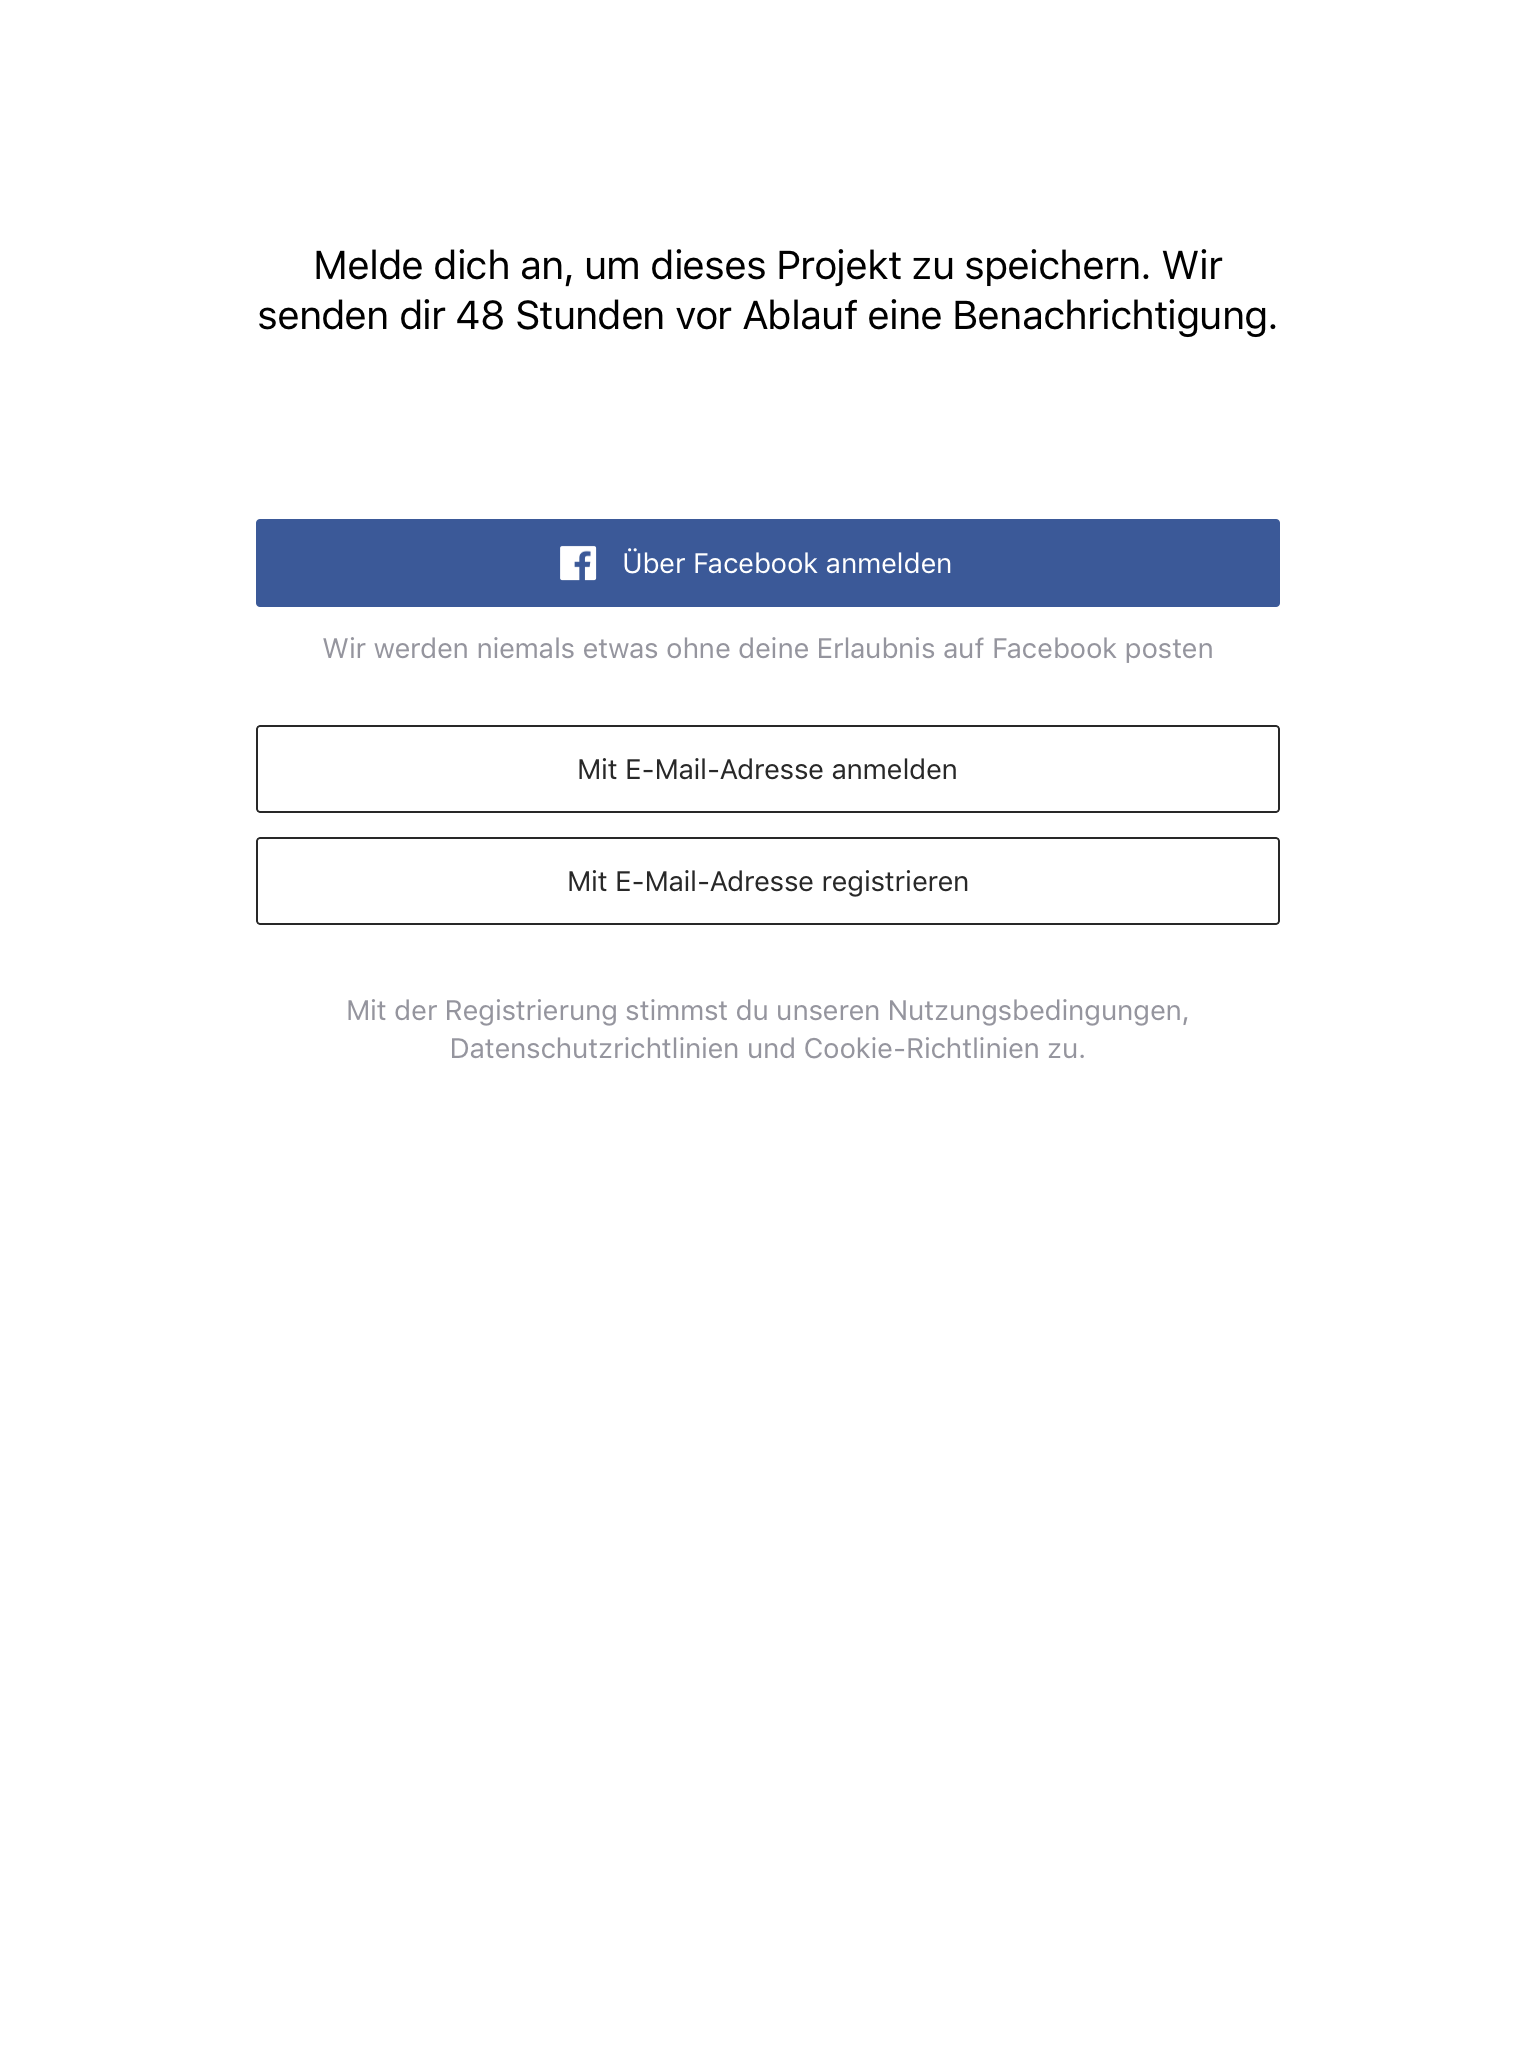 Melde dich an, um dieses Projekt zu speichern. Wir
senden dir 48 Stunden vor Ablauf eine Benachrichtigung.
Über Facebook anmelden
Wir werden niemals etwas ohne deine Erlaubnis auf Facebook posten
Mit E-Mail-Adresse anmelden
Mit E-Mail-Adresse registrieren
Mit der Registrierung stimmst du unseren Nutzungsbedingungen,
Datenschutzrichtlinien und Cookie-Richtlinien zu.